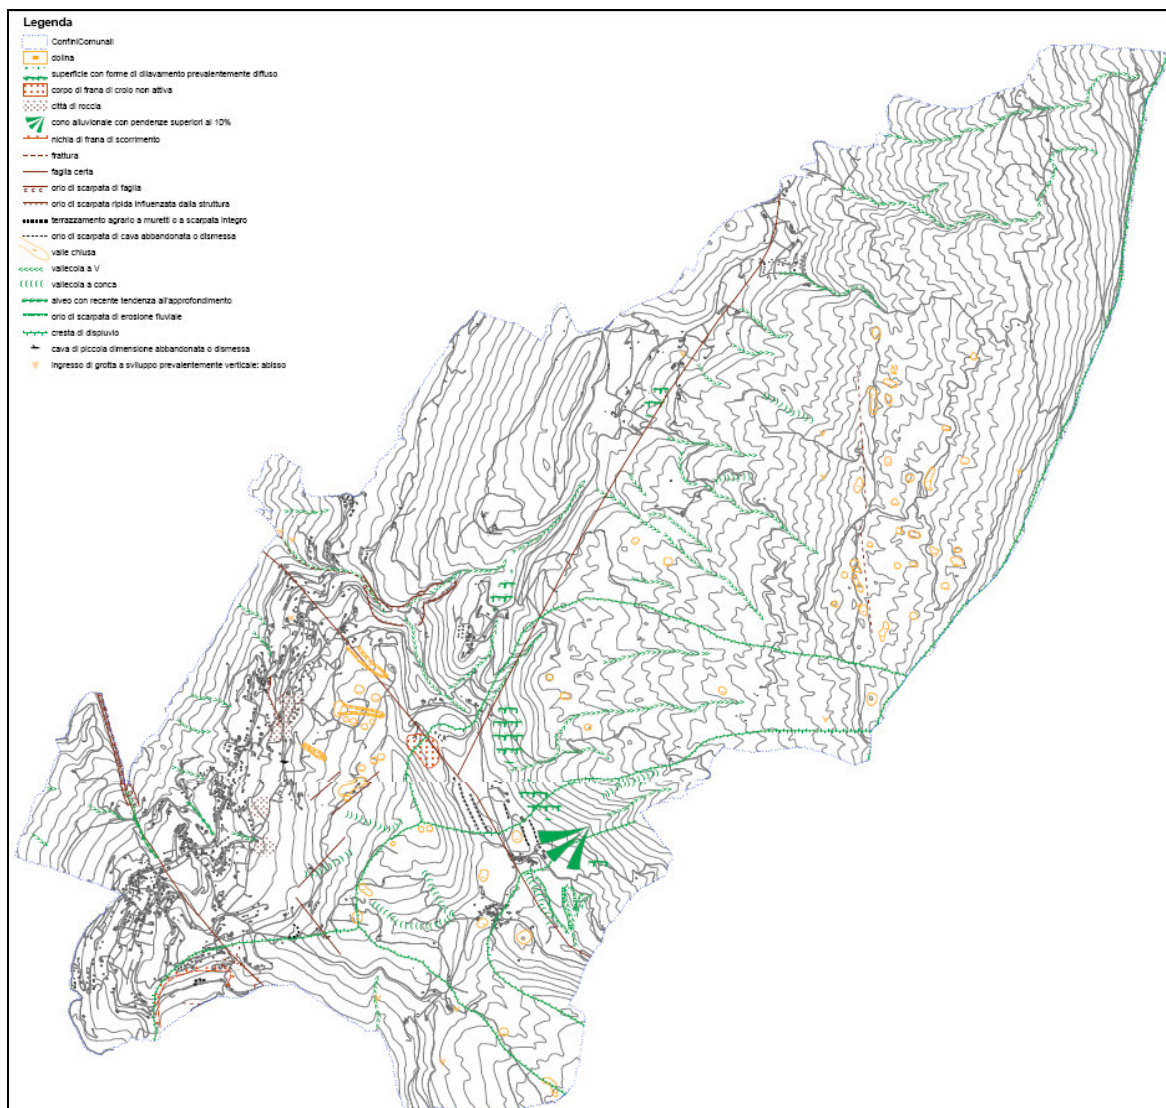 Legenda
ConfiniComunali
dolina
superficie con forme di dilavamento prevalentemente diffuso
corpo di frana di crollo non attiva
città di roccia
cono alluvionale con pendenze superiori al 10%
nichia di frana di scorrimento
frattura
faglia certa
orlo di scarpata di faglia
orlo di scarpata ripida influenzata dalla struttura
terrazzamento agrario a muretti o a scarpata integro
orlo di scarpata di cava abbandonata o dismessa
valle chiusa
vallecola a V
vallecola a conca
alveo con recente tendenza all'approfondimento
orlo di scarpata di erosione fluviale
cresta di displuvio
cava di piccola dimensione abbandonata o dismessa
ingresso di grotta a sviluppo prevalentemente verticale: abisso